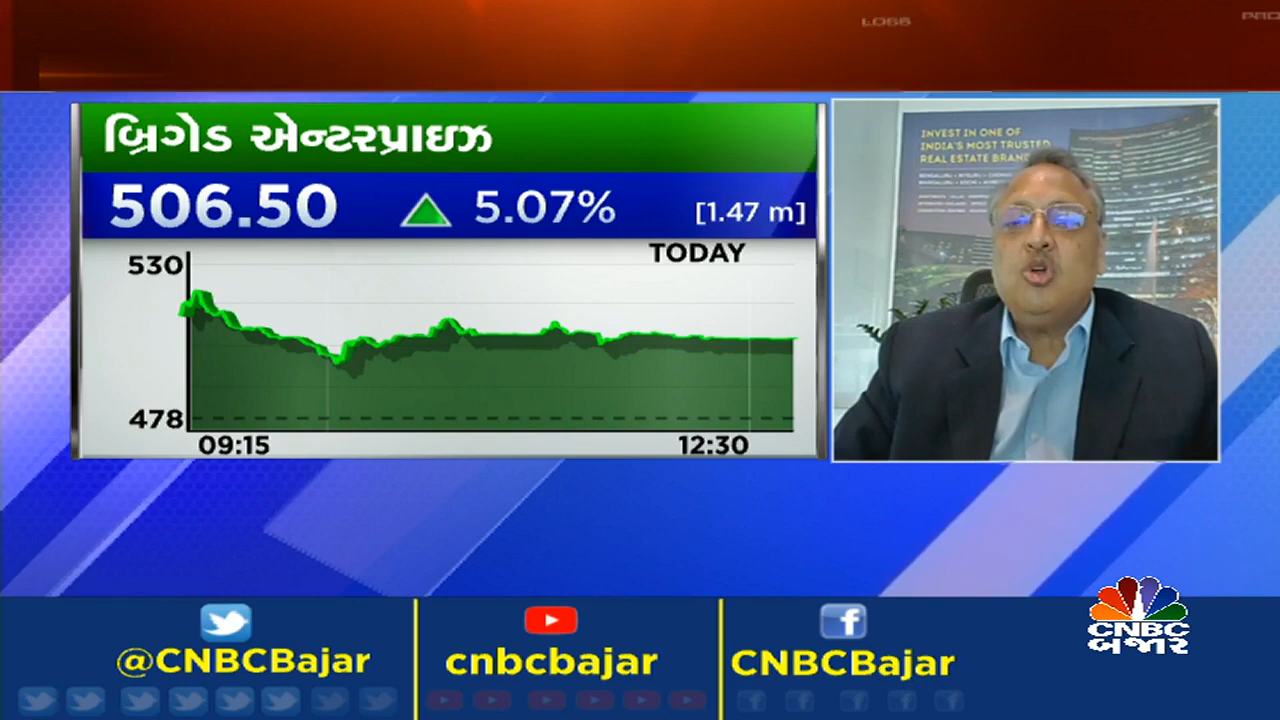 LOSS
બ્રિગેડ એન્ટરપ્રાઇઝ
506.50 5.07% [1.47 m]
TODAY
530
478
09:15 12:30
INVEST IN ONE OF
INDIA'S MOST TRUSTED
REAL ESTATE BRAN
@CNBCBajar
cnbcbajar
CNBCBajar
CNBC
બજાર